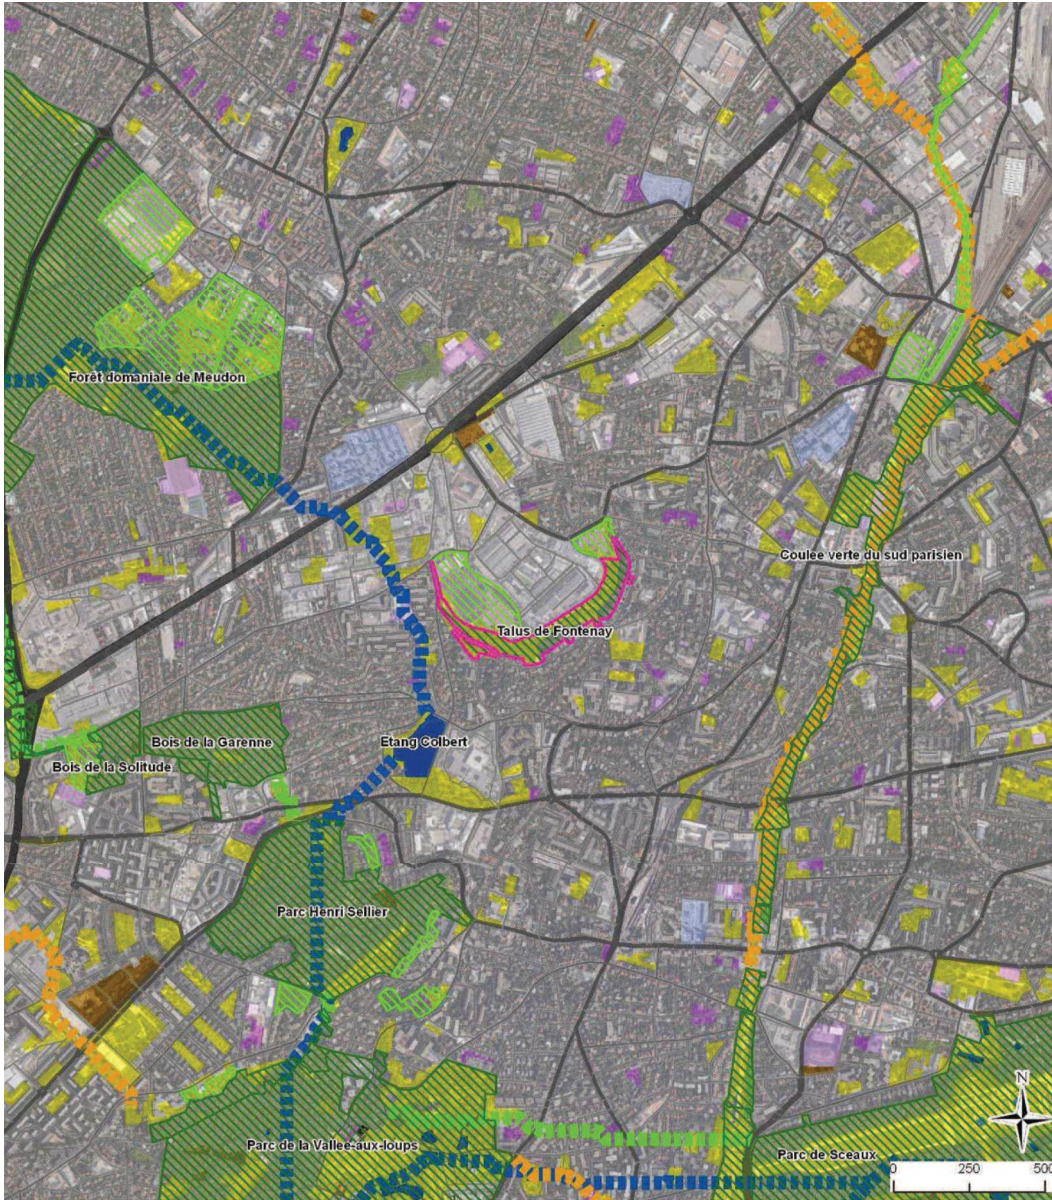 Forêt domaniale de Meudon
Coulee verte du sud parisien
Talus de Fontenay
Bois de la Garenne
Etang Colbert
Bois de la Solitude
Parc Henri Sellier
N
Parc de la Vallee-aux-loups
Parc de Sceaux
0 250 500